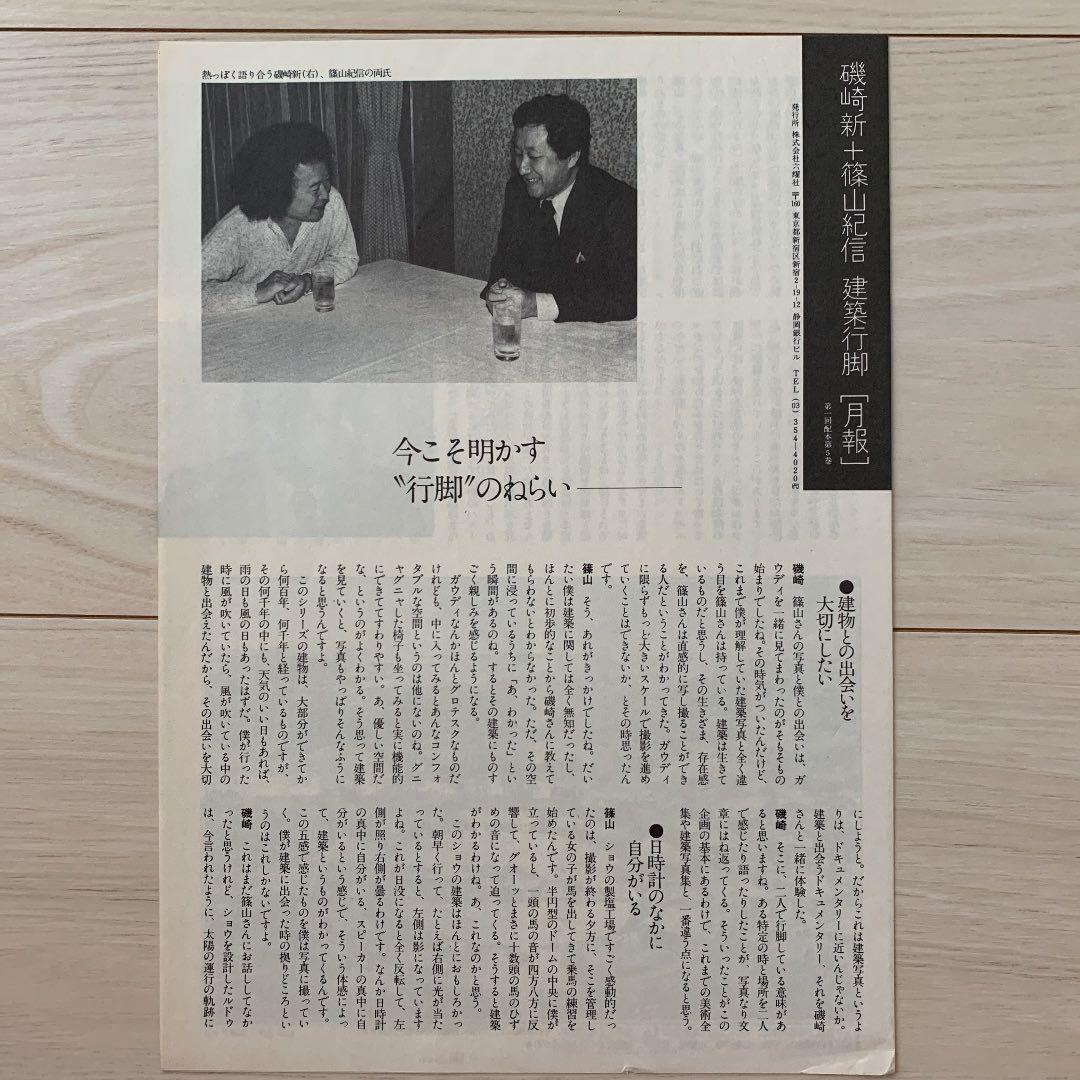 磯崎新＋篠山紀信 建築行脚［月報］
第一回配本第5巻
発行所 株式会社六耀社 〒160 東京都新宿区新宿2-19-12 静岡銀行ビル TEL（03）354-4020㈹
熱っぽく語り合う磯崎新（右）、篠山紀信の両氏
今こそ明かす
〝行脚〟のねらい
●建物との出会いを
大切にしたい
磯崎　篠山さんの写真と僕との出会いは、ガ
ウディを一緒に見てまわったのがそもそもの
始まりでしたね。その時気がついたんだけど、
これまで僕が理解していた建築写真と全く違
う目を篠山さんは持っている。建築は生きて
いるものだと思うし、その生きざま、存在感
を、篠山さんは直感的に写し撮ることができ
る人だということがわかってきた。ガウディ
に限らずもっと大きいスケールで撮影を進め
ていくことはできないか、とその時思ったん
です。
篠山　そう、あれがきっかけでしたね。だい
たい僕は建築に関しては全く無知だったし、
ほんとに初歩的なことから磯崎さんに教えて
もらわないとわからなかった。ただ、その空
間に浸っているうち「あ、わかった」とい
う瞬間があるのね。するとその建築にものす
ごく親しみを感じるようになる。
ガウディなんかほんとグロテスクなものだ
けれども、中に入ってみるとあんなコンフォ
タブルな空間というのは他にないのね。グニ
ャグニャした椅子も坐ってみると実に機能的
にできててすわりやすい。あ、優しい空間だ
な、というのがよくわかる。そう思って建築
を見ていくと、写真もやっぱりそんなふうに
なると思うんですよ。
このシリーズの建物は、大部分ができてか
ら何百年、何千年と経っているものですが、
その何千年の中にも、天気のいい日もあれば、
雨の日も風の日もあったはずだ。僕が行った
時に風が吹いていたら、風が吹いている中の
建物と出会えたんだから、その出会いを大切
にしようと。だからこれは建築写真というよ
りは、ドキュメンタリーに近いんじゃないか。
建築と出会うドキュメンタリー、それを磯崎
さんと一緒に体験した。
磯崎　そこに、二人で行脚している意味があ
ると思いますね。ある特定の時と場所を二人
で感じたり語ったりしたことが、写真なり文
章にはね返ってくる。そういったことがこの
企画の基本にあるわけで、これまでの美術全
集や建築写真集と、一番違う点になると思う。
●日時計のなかに
自分がいる
篠山　ショウの製塩工場ですごく感動的だっ
たのは、撮影が終わる夕方に、そこを管理し
ている女の子が馬を出してきて乗馬の練習を
始めたんです。半円型のドームの中央に僕が
立っていると、一頭の馬の音が四方八方に反
響して、グオーッとまさに十数頭の馬のひず
めの音になって迫ってくる。そうすると建築
がわかるわけね。あ、これなのかと思う。
このショウの建築はほんとにおもしろかっ
た。朝早く行って、たとえば右側に光が当た
っているとすると、左側は影になっています
よね。これが日没になると全く反転して、左
側が照り右側が曇るわけです。なんか日時計
の真中に自分がいる、スピーカーの真中に自
分がいるという感じで、そういう体感によっ
て、建築というものがわかってくるんです。
この五感で感じたものを僕は写真に撮ってい
く。僕が建築に出会った時の拠りどころとい
うのはこれしかないですよ。
磯崎　これはまだ篠山さんにお話ししてなか
ったと思うけれど、ショウを設計したルドゥ
は、今言われたように、太陽の運行の軌跡に